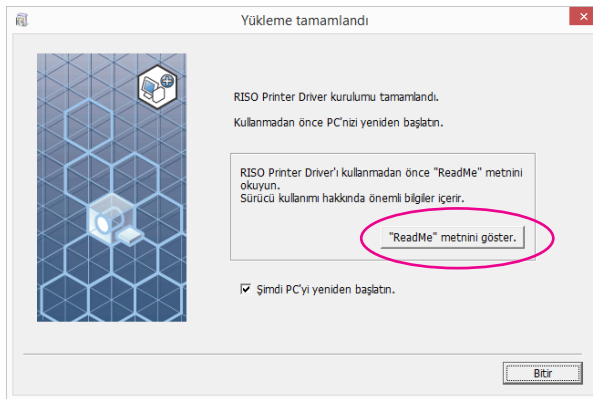 Yükleme tamamlandı
RISO Printer Driver kurulumu tamamlandı.
Kullanmadan önce PC'nizi yeniden başlatın.
RISO Printer Driver'ı kullanmadan önce "ReadMe" metnini
okuyun.
Sürücü kullanımı hakkında önemli bilgiler içerir.
"ReadMe" metnini göster.
Şimdi PC'yi yeniden başlatın.
Bitir